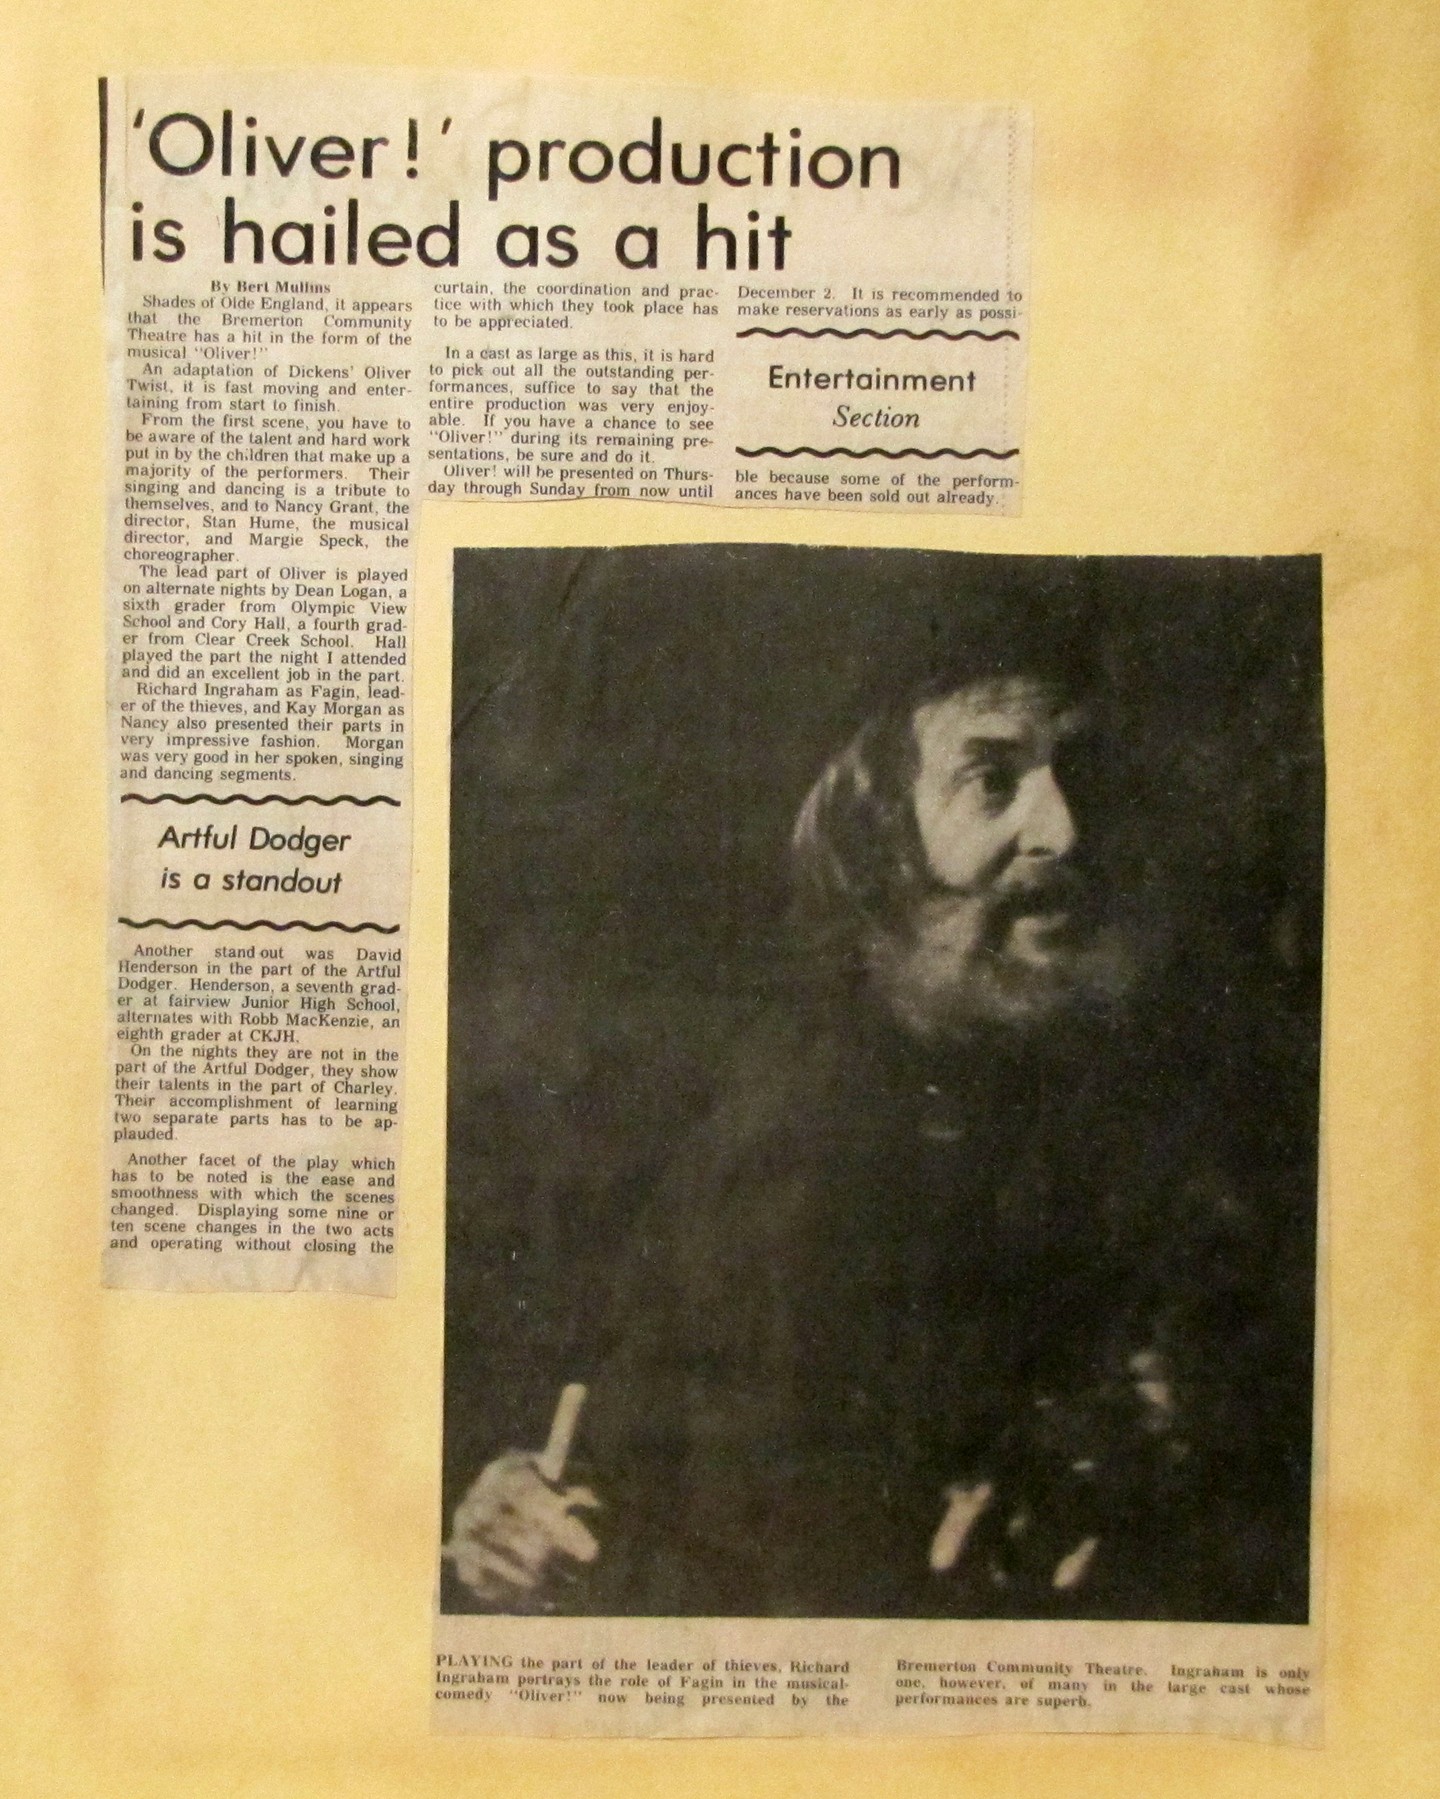 'Oliver!' production
is hailed as a hit
By Bert Mullins
Shades of Olde England, it appears
that the Bremerton Community
Theatre has a hit in the form of the
musical "Oliver!"
An adaptation of Dickens' Oliver
Twist, it is fast moving and enter-
taining from start to finish.
From the first scene, you have to
be aware of the talent and hard work
put in by the children that make up a
majority of the performers. Their
singing and dancing is a tribute to
themselves, and to Nancy Grant, the
director, Stan Hume, the musical
director, and Margie Speck, the
choreographer.
The lead part of Oliver is played
on alternate nights by Dean Logan, a
sixth grader from Olympic View
School and Cory Hall, a fourth grad-
er from Clear Creek School. Hall
played the part the night I attended
and did an excellent job in the part.
Richard Ingraham as Fagin, lead-
er of the thieves, and Kay Morgan as
Nancy also presented their parts in
very impressive fashion. Morgan
was very good in her spoken, singing
and dancing segments.
Artful Dodger
is a standout
Another stand out was David
Henderson in the part of the Artful
Dodger. Henderson, a seventh grad-
er at fairview Junior High School,
alternates with Robb MacKenzie, an
eighth grader at CKJH.
On the nights they are not in the
part of the Artful Dodger, they show
their talents in the part of Charley.
Their accomplishment of learning
two separate parts has to be ap-
plauded.
Another facet of the play which
has to be noted is the ease and
smoothness with which the scenes
changed. Displaying some nine or
ten scene changes in the two acts
and operating without closing the
curtain, the coordination and prac-
tice with which they took place has
to be appreciated.
In a cast as large as this, it is hard
to pick out all the outstanding per-
formances, suffice to say that the
entire production was very enjoy-
able. If you have a chance to see
"Oliver!" during its remaining pre-
sentations, be sure and do it.
Oliver! will be presented on Thurs-
day through Sunday from now until
December 2. It is recommended to
make reservations as early as possi-
Entertainment
Section
ble because some of the perform-
ances have been sold out already.
PLAYING the part of the leader of thieves, Richard
Ingraham portrays the role of Fagin in the musical-
comedy "Oliver!" now being presented by the
Bremerton Community Theatre. Ingraham is only
one, however, of many in the large cast whose
performances are superb.